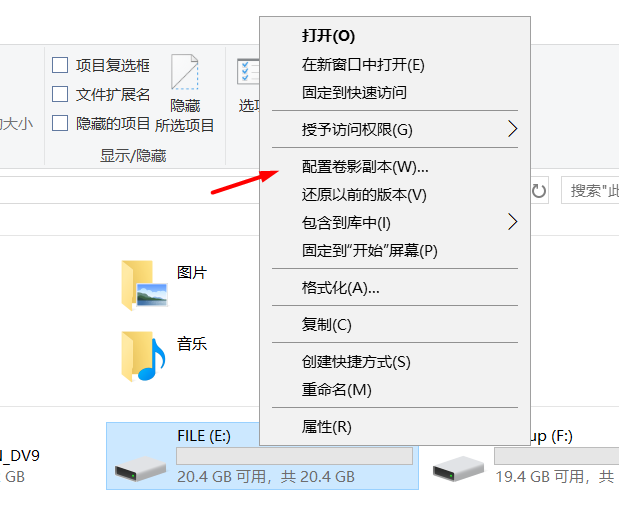 打开(O)
在新窗口中打开(E)
固定到快速访问
授予访问权限(G)
配置卷影副本(W)...
还原以前的版本(V)
包含到库中(I)
固定到“开始”屏幕(P)
格式化(A)...
复制(C)
创建快捷方式(S)
重命名(M)
属性(R)
项目复选框
文件扩展名
隐藏的项目
隐藏
所选项目
选项
大小
显示/隐藏
搜索"此
图片
音乐
N_DV9
GB
FILE (E:)
20.4 GB 可用，共 20.4 GB
up (F:)
19.4 GB 可用，共